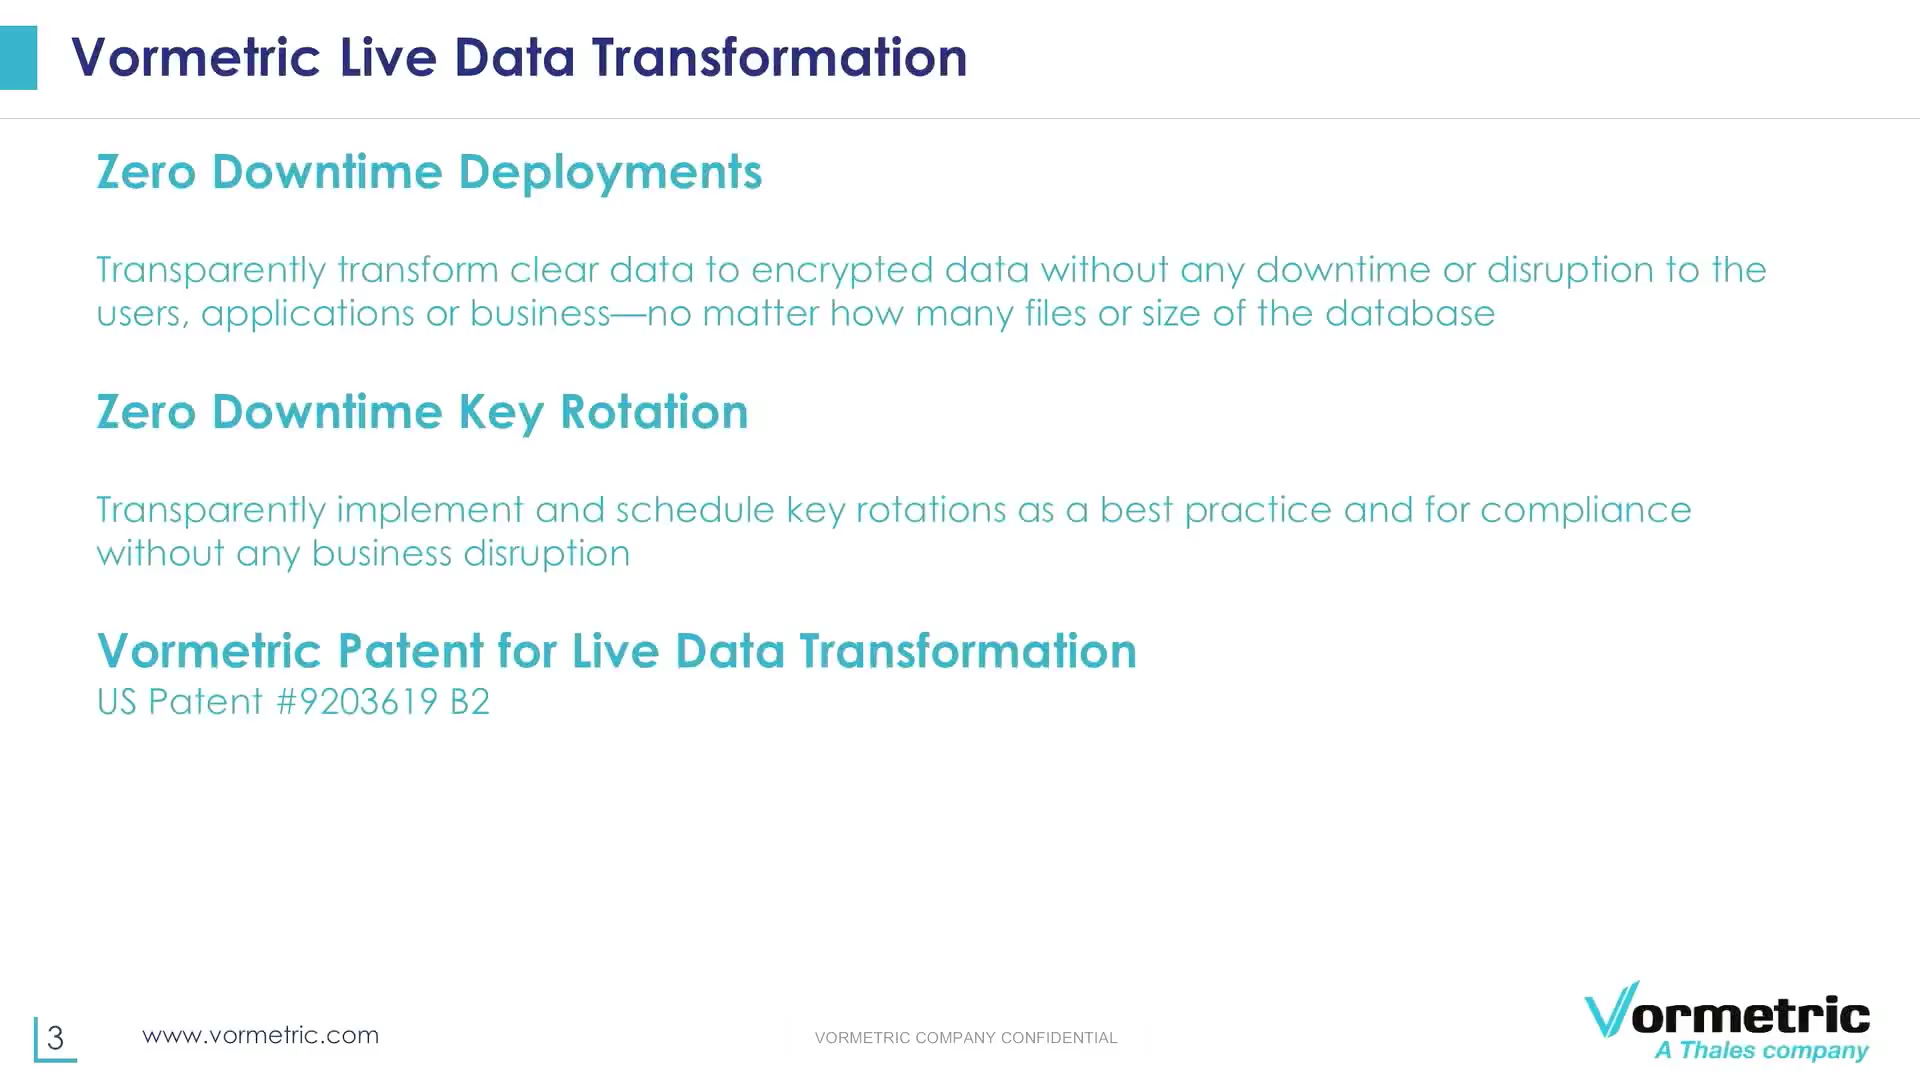 Vormetric Live Data Transformation
Zero Downtime Deployments
Transparently transform clear data to encrypted data without any downtime or disruption to the
users, applications or business—no matter how many files or size of the database
Zero Downtime Key Rotation
Transparently implement and schedule key rotations as a best practice and for compliance
without any business disruption
Vormetric Patent for Live Data Transformation
US Patent #9203619 B2
3
www.vormetric.com
VORMETRIC COMPANY CONFIDENTIAL
Vormetric
A Thales company